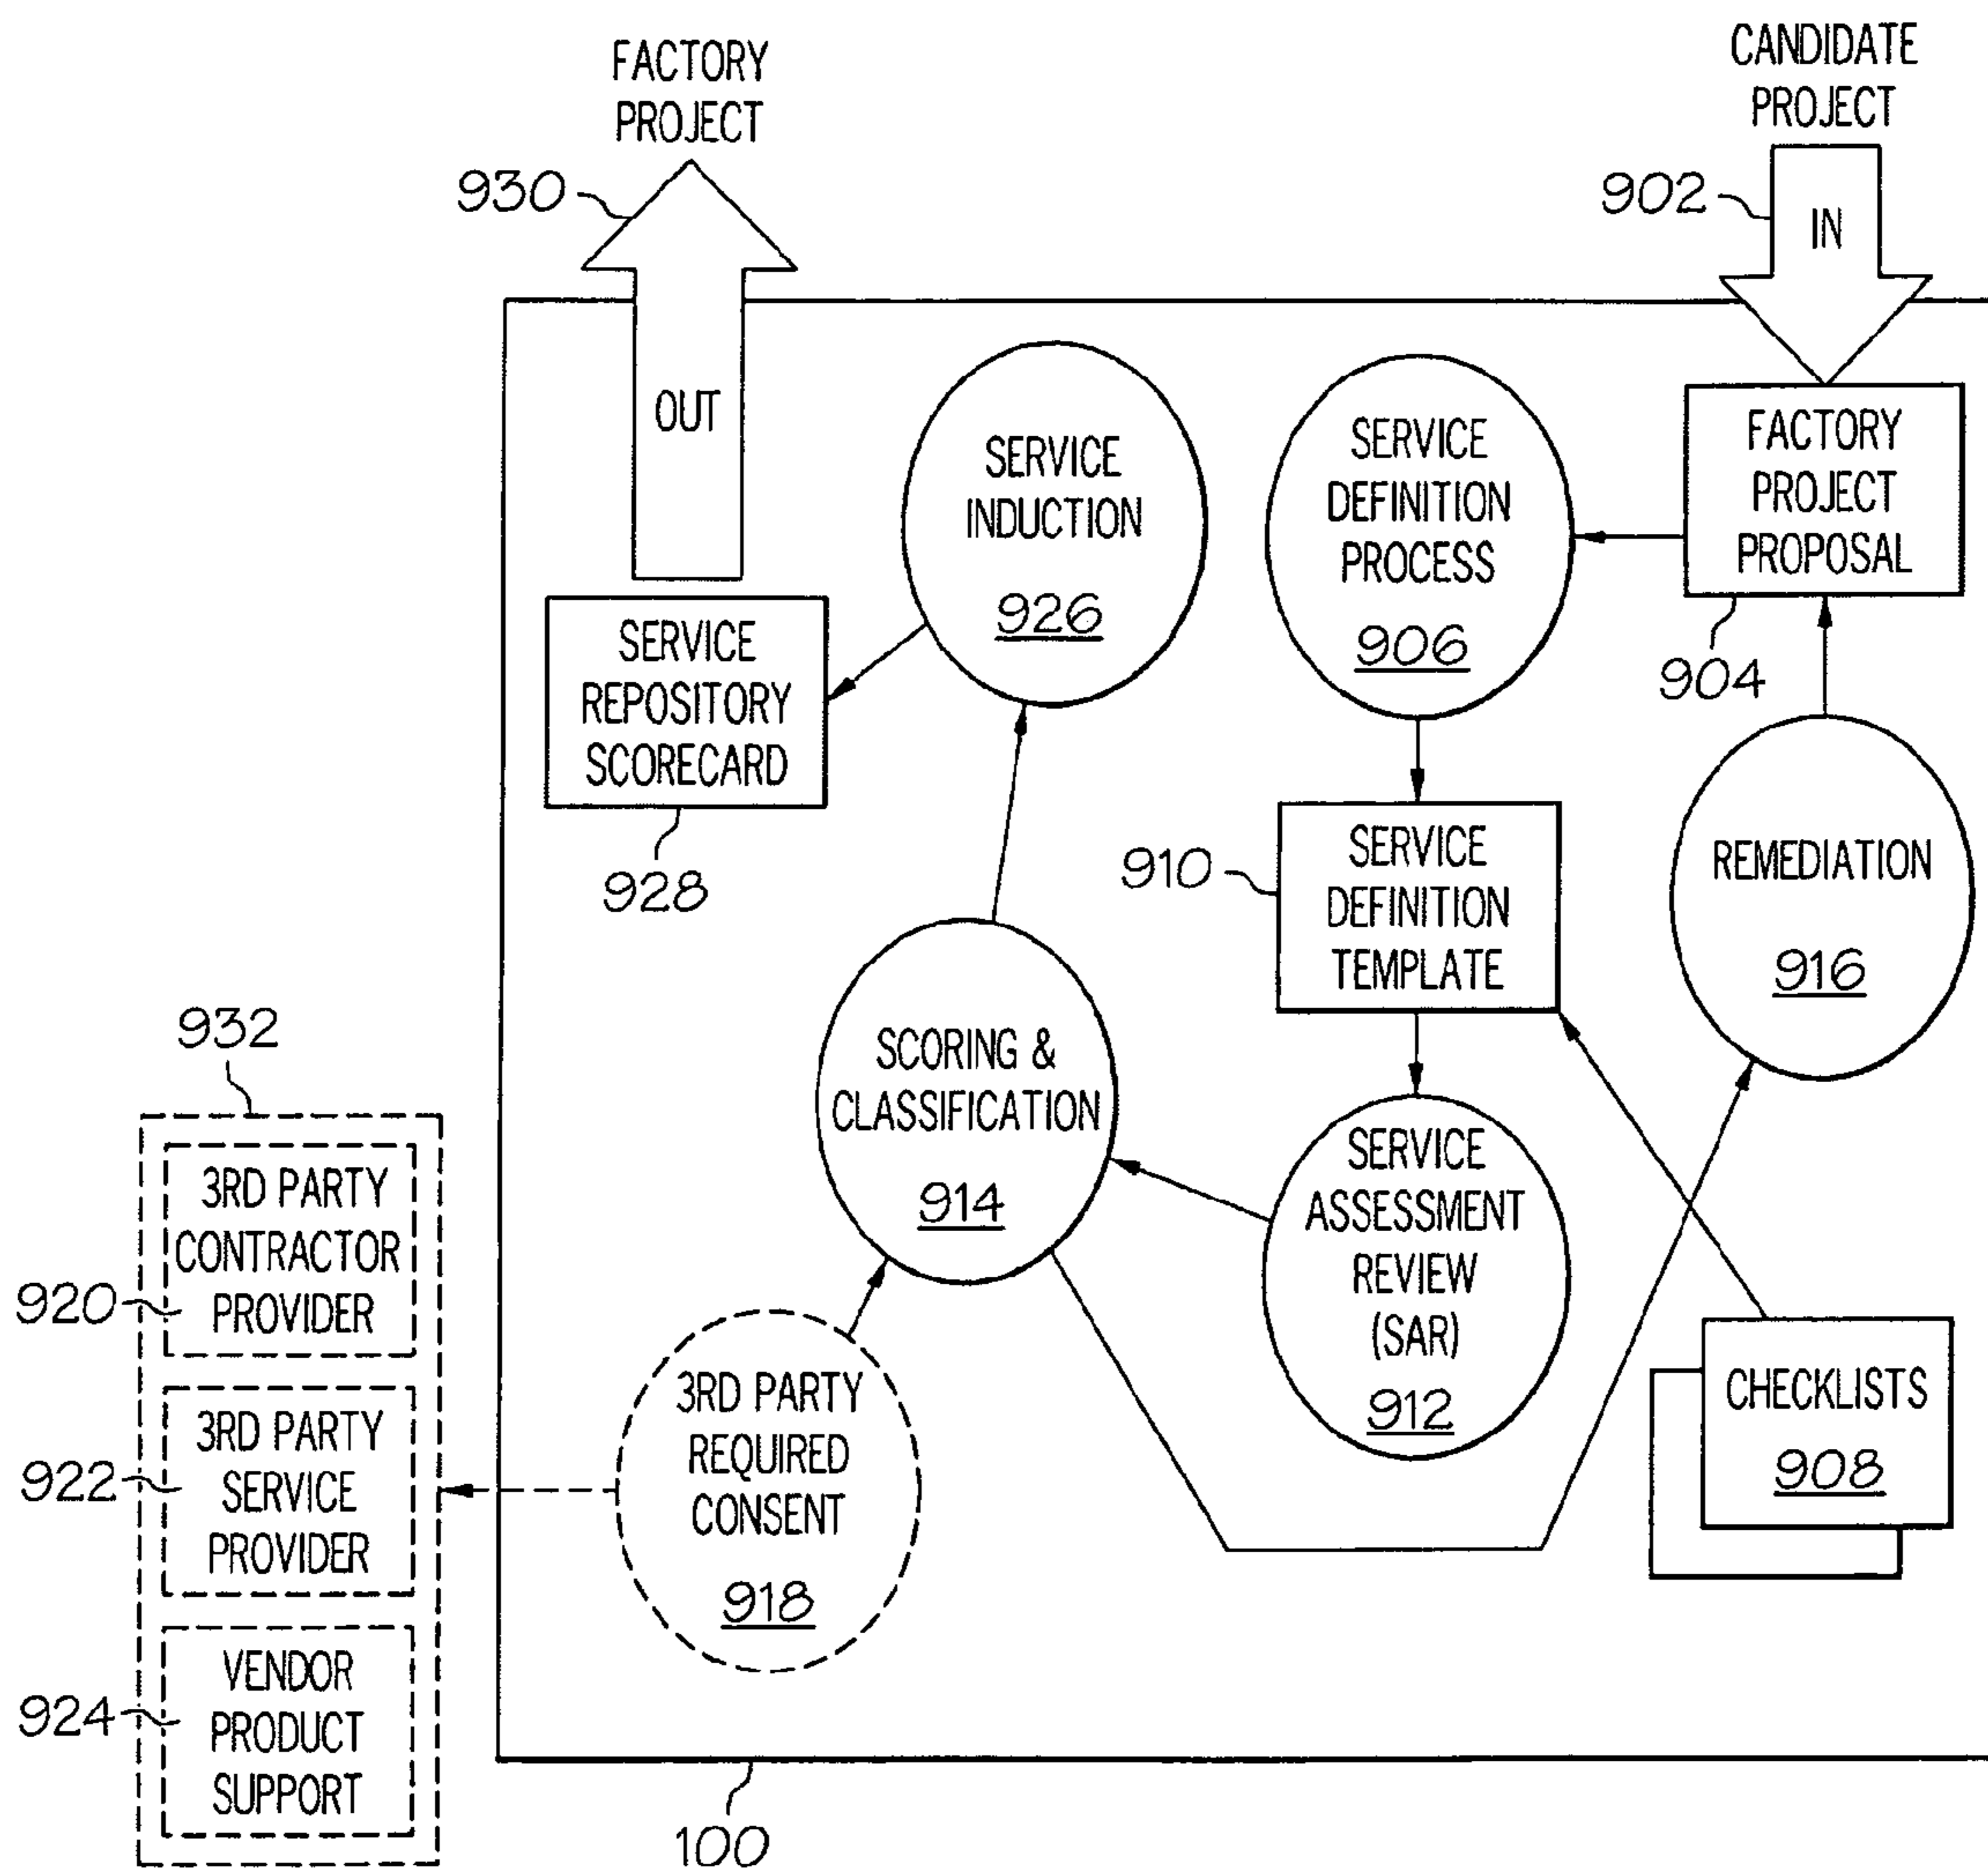 FACTORY
PROJECT
930
OUT
CANDIDATE
PROJECT
902
IN
FACTORY
PROJECT
PROPOSAL
904
SERVICE
DEFINITION
PROCESS
906
SERVICE
INDUCTION
926
SERVICE
REPOSITORY
SCORECARD
928
910
SERVICE
DEFINITION
TEMPLATE
REMEDIATION
916
SCORING &
CLASSIFICATION
914
SERVICE
ASSESSMENT
REVIEW
(SAR)
912
CHECKLISTS
908
3RD PARTY
REQUIRED
CONSENT
918
932
3RD PARTY
CONTRACTOR
PROVIDER
920
3RD PARTY
SERVICE
PROVIDER
922
VENDOR
PRODUCT
SUPPORT
924
100